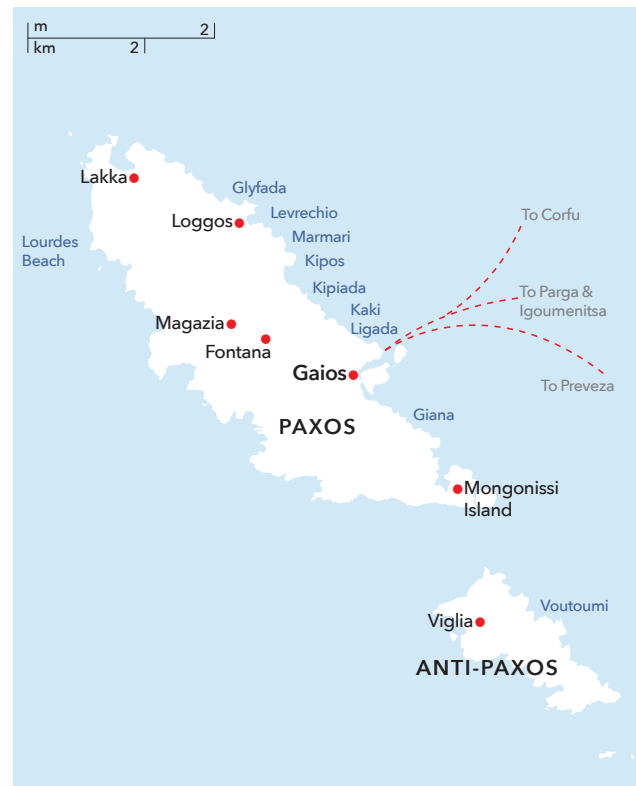 m 2
km 2
Lakka
Glyfada
Levrechio
Loggos
Marmari
Lourdes
Beach
Kipos
Kipiada
Kaki
Ligada
To Corfu
To Parga &
Igoumenitsa
To Preveza
Magazia
Fontana
Gaios
Giana
PAXOS
Mongonissi
Island
Voutoumi
Viglia
ANTI-PAXOS